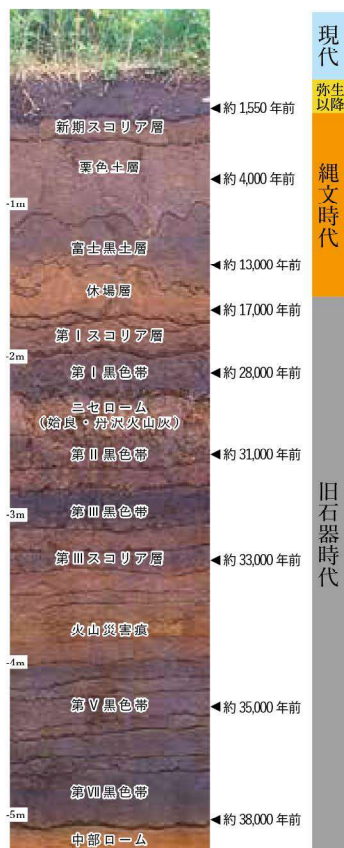 現代
弥生
以降
約1,550年前
新期スコリア層
栗色土層
約4,000年前
縄文時代
-1m
富士黒土層
約13,000年前
休場層
約17,000年前
第Ⅰスコリア層
-2m
第Ⅰ黒色帯
約28,000年前
ニセローム
（姶良・丹沢火山灰）
第Ⅱ黒色帯
約31,000年前
旧石器時代
第Ⅲ黒色帯
-3m
第Ⅲスコリア層
約33,000年前
火山災害痕
-4m
第Ⅴ黒色帯
約35,000年前
第Ⅶ黒色帯
-5m
約38,000年前
中部ローム